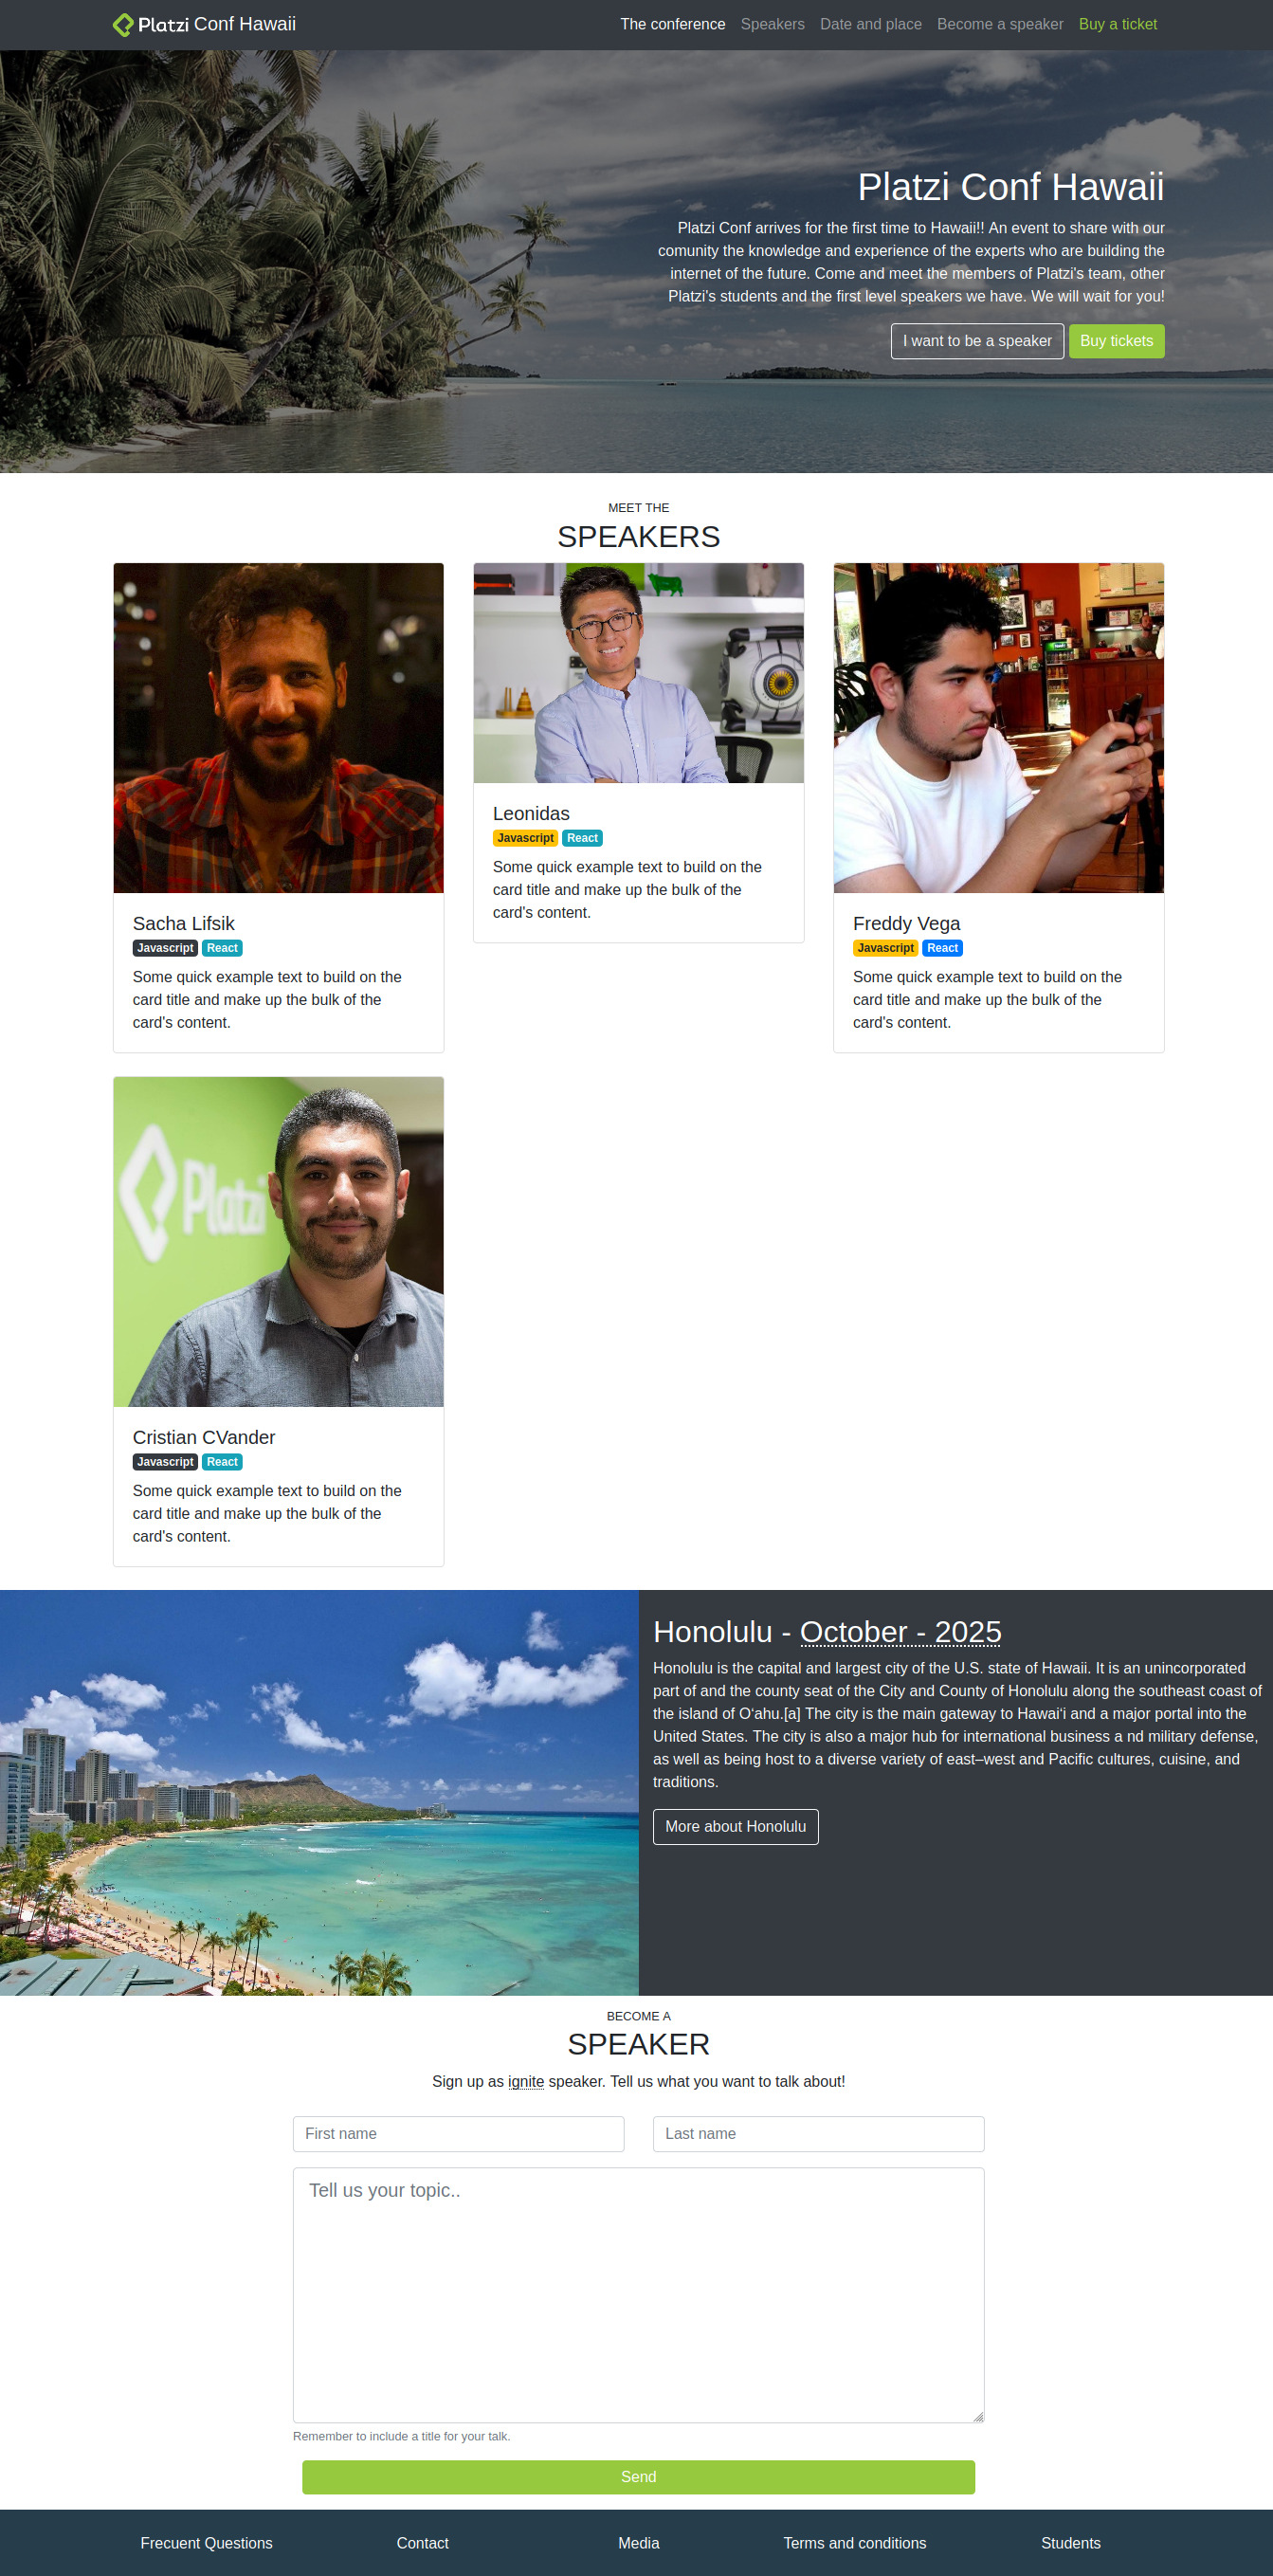 Platzi Conf Hawaii
The conference Speakers Date and place Become a speaker Buy a ticket
Platzi Conf Hawaii
Platzi Conf arrives for the first time to Hawaii!! An event to share with our
comunity the knowledge and experience of the experts who are building the
internet of the future. Come and meet the members of Platzi's team, other
Platzi's students and the first level speakers we have. We will wait for you!
I want to be a speaker Buy tickets
MEET THE
SPEAKERS
Sacha Lifsik
Javascript React
Some quick example text to build on the
card title and make up the bulk of the
card's content.
Leonidas
Javascript React
Some quick example text to build on the
card title and make up the bulk of the
card's content.
Freddy Vega
Javascript React
Some quick example text to build on the
card title and make up the bulk of the
card's content.
Platzi
Cristian CVander
Javascript React
Some quick example text to build on the
card title and make up the bulk of the
card's content.
Honolulu - October - 2025
Honolulu is the capital and largest city of the U.S. state of Hawaii. It is an unincorporated
part of and the county seat of the City and County of Honolulu along the southeast coast of
the island of Oʻahu.[a] The city is the main gateway to Hawaiʻi and a major portal into the
United States. The city is also a major hub for international business a nd military defense,
as well as being host to a diverse variety of east–west and Pacific cultures, cuisine, and
traditions.
More about Honolulu
BECOME A
SPEAKER
Sign up as ignite speaker. Tell us what you want to talk about!
First name Last name
Tell us your topic..
Remember to include a title for your talk.
Send
Frecuent Questions Contact Media Terms and conditions Students